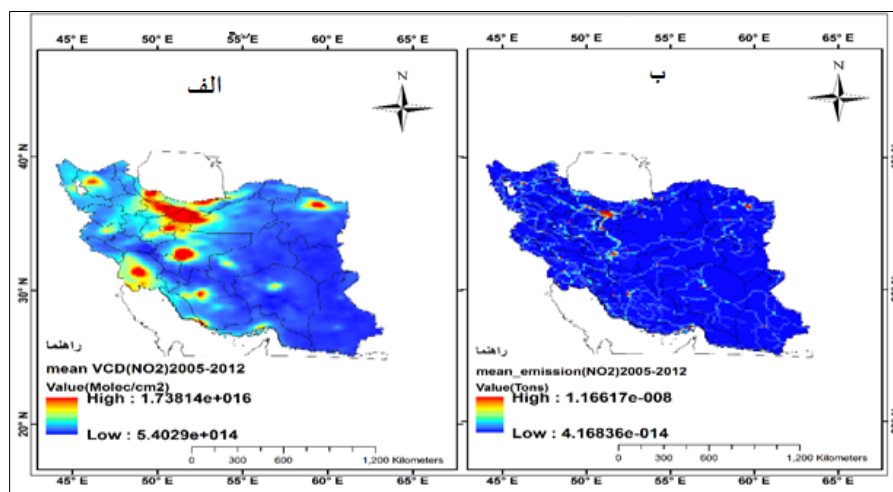 45° E 50° E 55° E 60° E 65° E
45° E 50° E 55° E 60° E 65° E
الف
ب
N
N
40° N
30° N
20° N
راهنما
mean VCD(NO2)2005-2012
Value(Molec/cm2)
High : 1.73814e+016
Low : 5.4029e+014
0 300 600 1,200 Kilometers
راهنما
mean_emission(NO2)2005-2012
Value(Tons)
High : 1.16617e-008
Low : 4.16836e-014
0 300 600 1,200 Kilometers
45° E 50° E 55° E 60° E 65° E
45° E 50° E 55° E 60° E 65° E